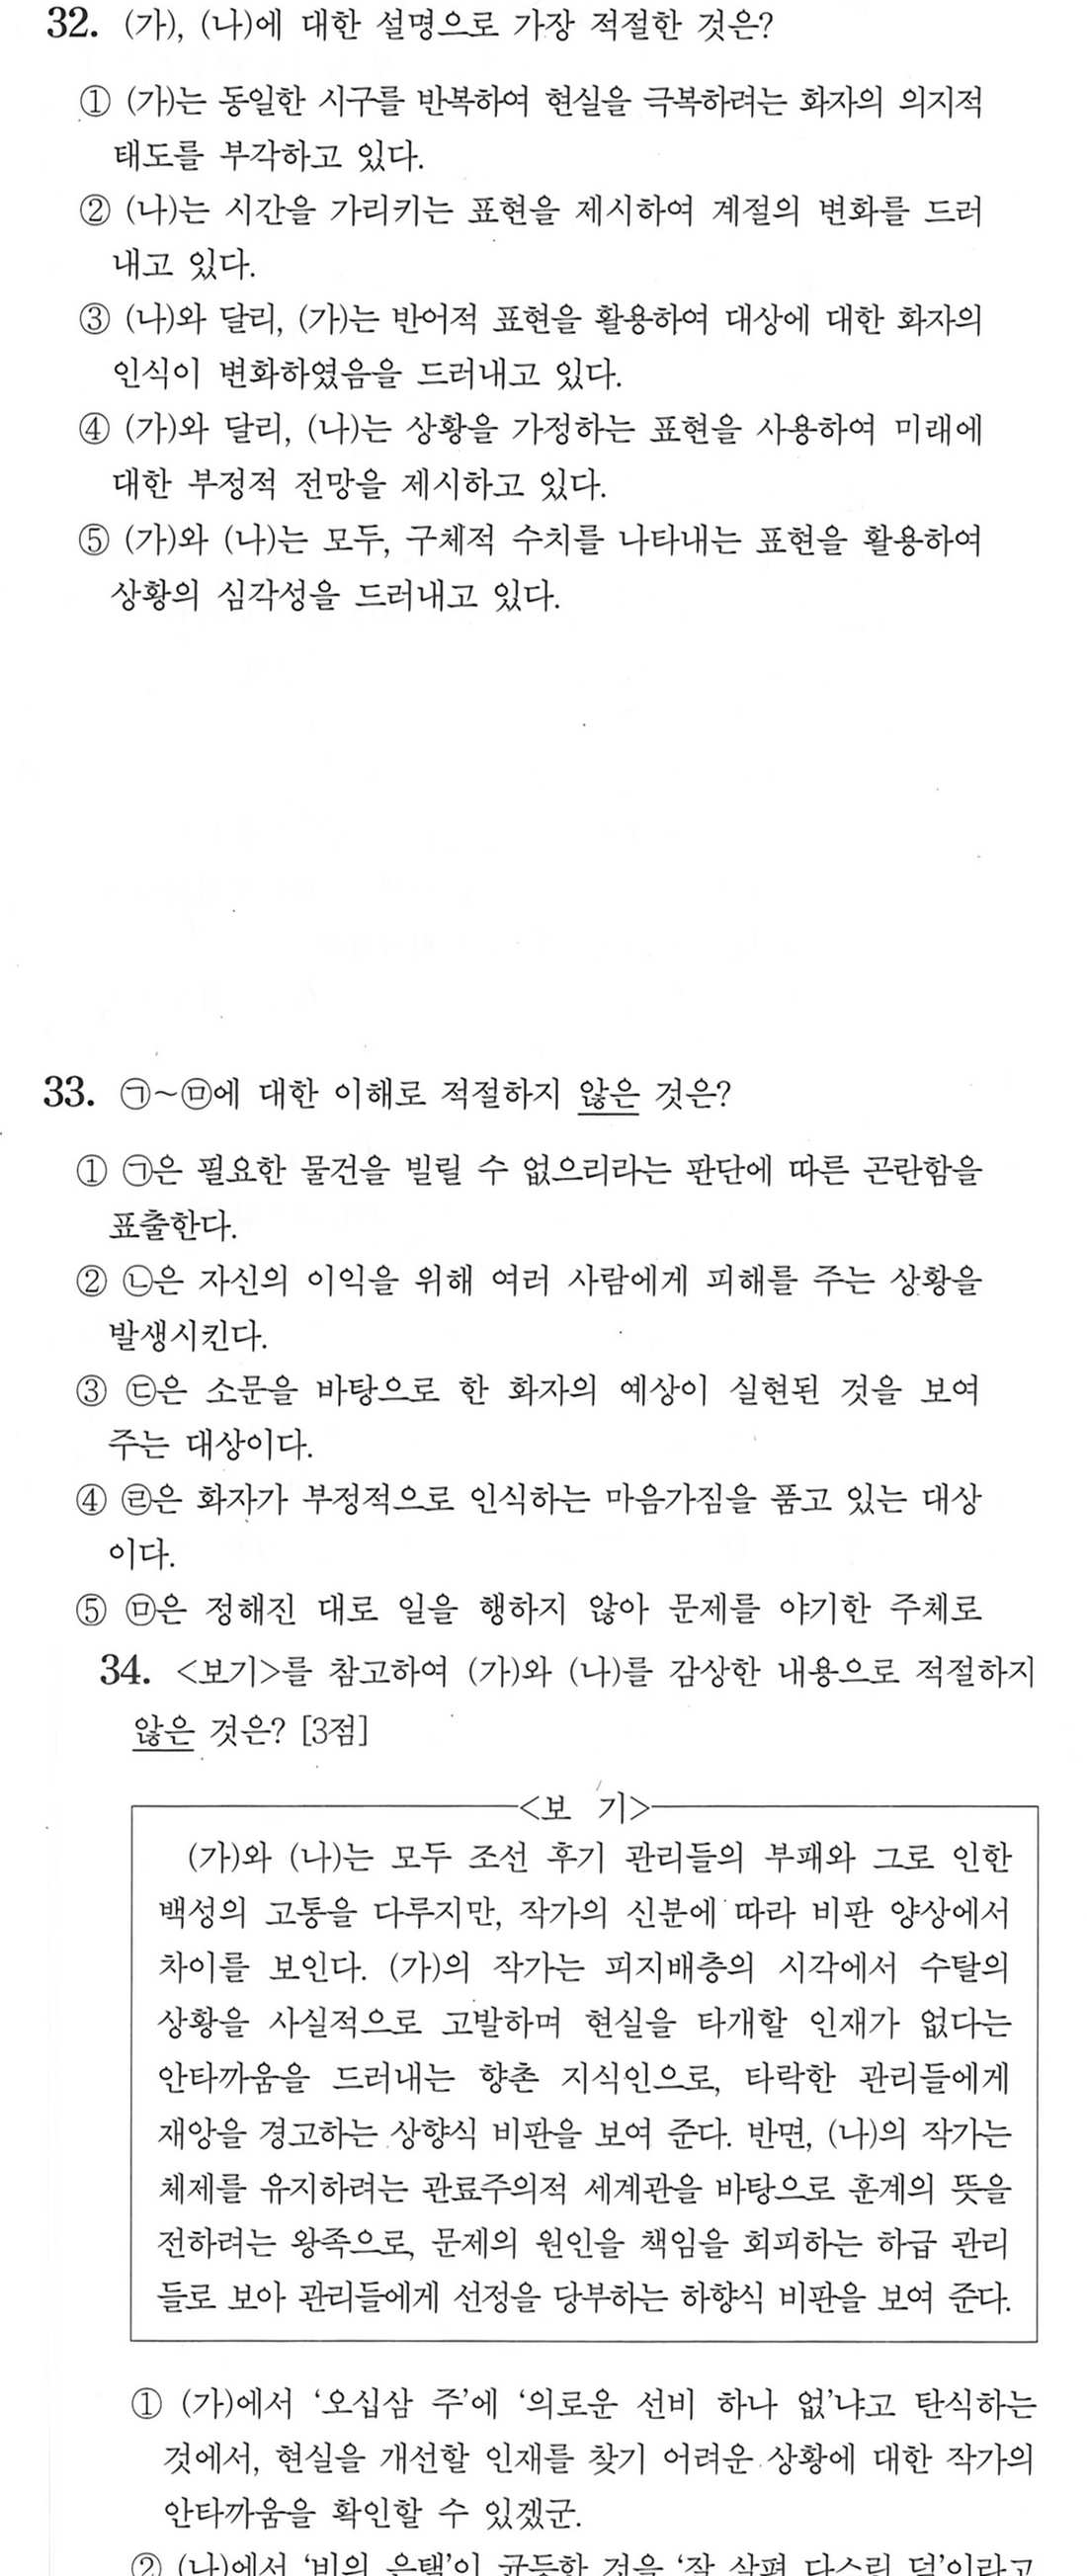 32. (가), (나)에 대한 설명으로 가장 적절한 것은?
① (가)는 동일한 시구를 반복하여 현실을 극복하려는 화자의 의지적
태도를 부각하고 있다.
② (나)는 시간을 가리키는 표현을 제시하여 계절의 변화를 드러
내고 있다.
③ (나)와 달리, (가)는 반어적 표현을 활용하여 대상에 대한 화자의
인식이 변화하였음을 드러내고 있다.
④ (가)와 달리, (나)는 상황을 가정하는 표현을 사용하여 미래에
대한 부정적 전망을 제시하고 있다.
⑤ (가)와 (나)는 모두, 구체적 수치를 나타내는 표현을 활용하여
상황의 심각성을 드러내고 있다.
33. ㉠~㉤에 대한 이해로 적절하지 않은 것은?
① ㉠은 필요한 물건을 빌릴 수 없으리라는 판단에 따른 곤란함을
표출한다.
② ㉡은 자신의 이익을 위해 여러 사람에게 피해를 주는 상황을
발생시킨다.
③ ㉢은 소문을 바탕으로 한 화자의 예상이 실현된 것을 보여
주는 대상이다.
④ ㉣은 화자가 부정적으로 인식하는 마음가짐을 품고 있는 대상
이다.
⑤ ㉤은 정해진 대로 일을 행하지 않아 문제를 야기한 주체로
34. <보기>를 참고하여 (가)와 (나)를 감상한 내용으로 적절하지
않은 것은? [3점]
<보 기>
(가)와 (나)는 모두 조선 후기 관리들의 부패와 그로 인한
백성의 고통을 다루지만, 작가의 신분에 따라 비판 양상에서
차이를 보인다. (가)의 작가는 피지배층의 시각에서 수탈의
상황을 사실적으로 고발하며 현실을 타개할 인재가 없다는
안타까움을 드러내는 향촌 지식인으로, 타락한 관리들에게
재앙을 경고하는 상향식 비판을 보여 준다. 반면, (나)의 작가는
체제를 유지하려는 관료주의적 세계관을 바탕으로 훈계의 뜻을
전하려는 왕족으로, 문제의 원인을 책임을 회피하는 하급 관리
들로 보아 관리들에게 선정을 당부하는 하향식 비판을 보여 준다.
① (가)에서 '오십삼 주'에 '의로운 선비 하나 없'냐고 탄식하는
것에서, 현실을 개선할 인재를 찾기 어려운 상황에 대한 작가의
안타까움을 확인할 수 있겠군.
② (나)에서 '비의 은택'이 균등한 것을 '잘 살펴 다스린 덕'이라고